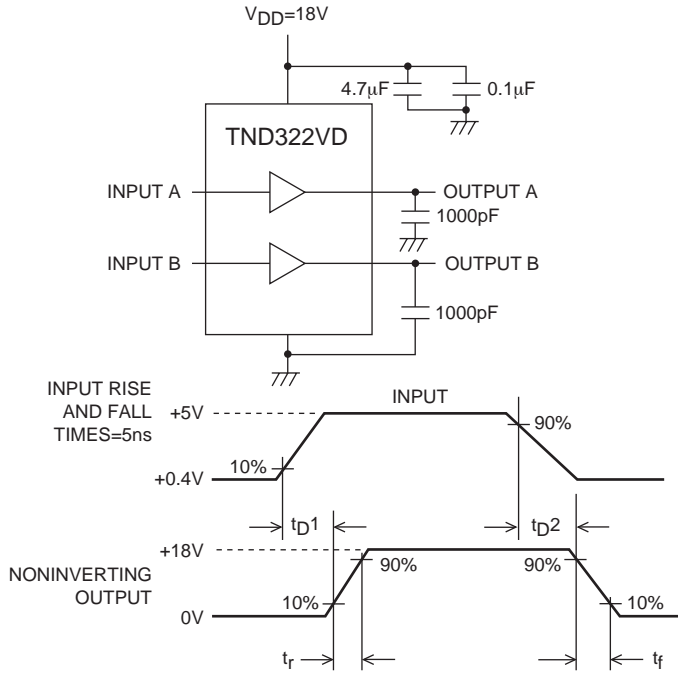 VDD=18V
4.7μF
0.1μF
TND322VD
INPUT A
OUTPUT A
1000pF
INPUT B
OUTPUT B
1000pF
INPUT RISE
AND FALL
TIMES=5ns
+5V
INPUT
90%
10%
+0.4V
tD1
tD2
+18V
NONINVERTING
OUTPUT
90%
90%
10%
10%
0V
tr
tf